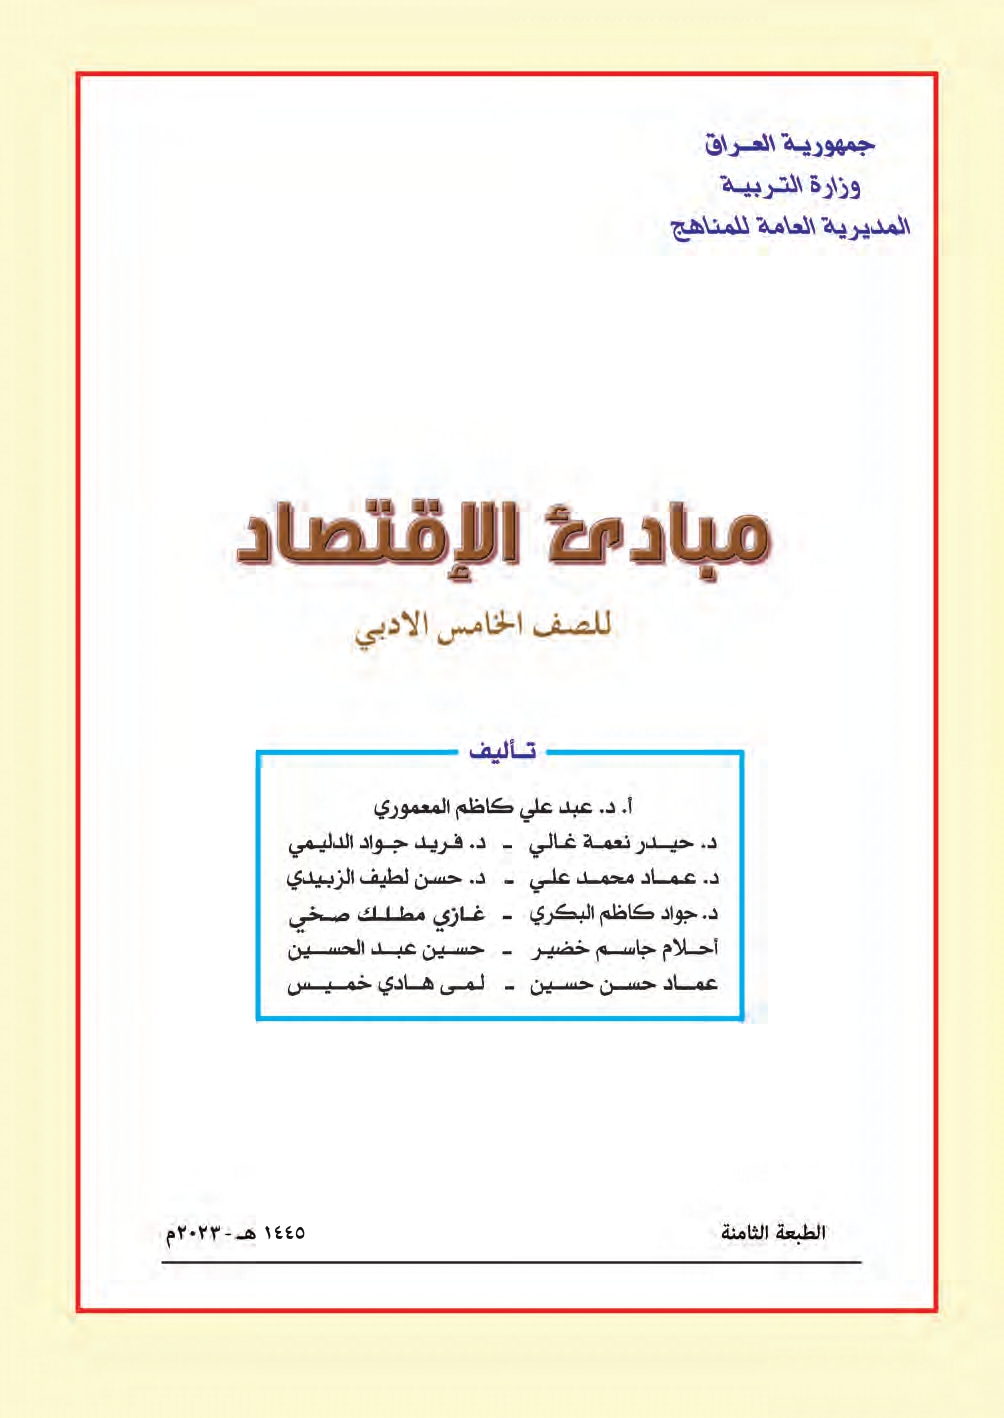 جمهورية العراق
وزارة التربية
المديرية العامة للمناهج
مبادئ الإقتصاد
للصف الخامس الادبي
تأليف
أ. د. عبد علي كاظم المعموري
د. حيدر نعمة غالي - د. فريد جواد الدليمي
د. عماد محمد علي - د. حسن لطيف الزبيدي
د. جواد كاظم البكري - غازي مطلك صخي
أحلام جاسم خضير - حسين عبد الحسين
عماد حسن حسين - لمى هادي خميس
الطبعة الثامنة ١٤٤٥ هـ - ٢٠٢٣م